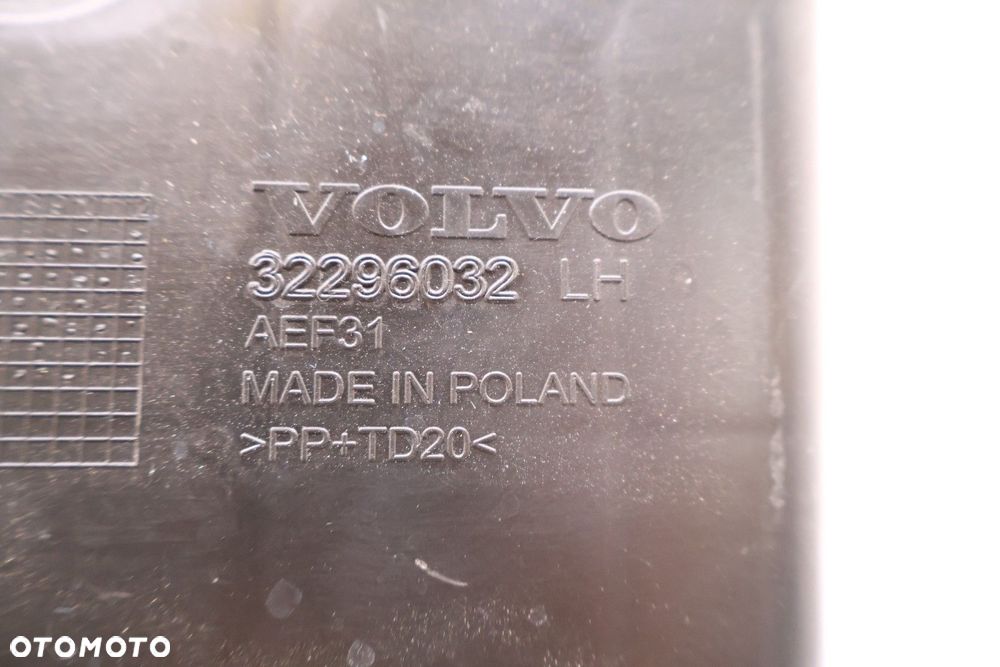 VOLVO
32296032 LH
AEF31
MADE IN POLAND
>PP+TD20<
OTOMOTO